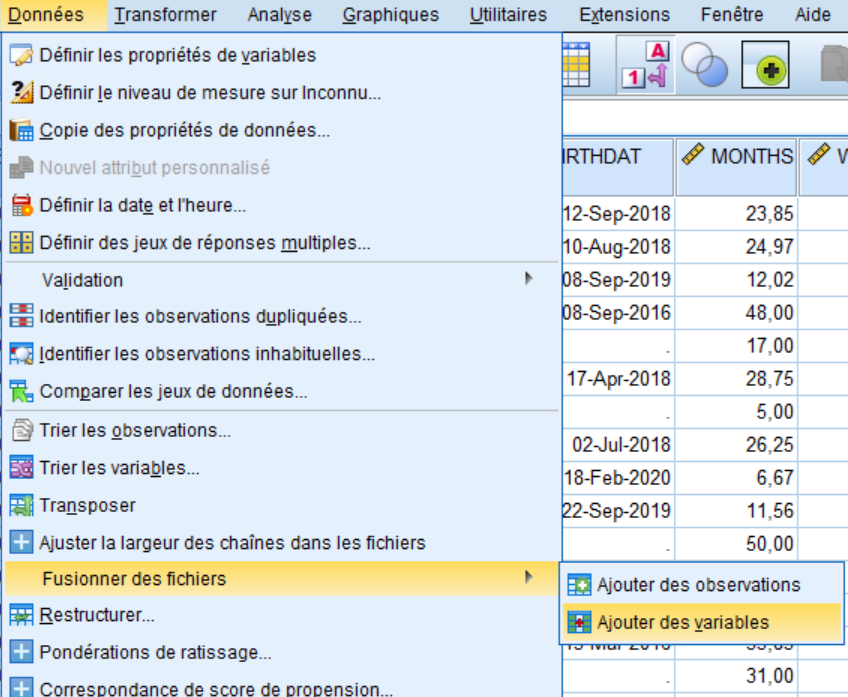 Données Transformer Analyse Graphiques Utilitaires Extensions Fenêtre Aide
Définir les propriétés de variables
Définir le niveau de mesure sur Inconnu...
Copie des propriétés de données...
Nouvel attribut personnalisé
Définir la date et l'heure...
Définir des jeux de réponses multiples...
Validation
Identifier les observations dupliquées...
Identifier les observations inhabituelles...
Comparer les jeux de données...
Trier les observations...
Trier les variables...
Transposer
Ajuster la largeur des chaînes dans les fichiers
Fusionner des fichiers
Restructurer...
Pondérations de ratissage...
Correspondance de score de propension...
Ajouter des observations
Ajouter des variables
A
1
IRTHDAT MONTHS
12-Sep-2018 23,85
10-Aug-2018 24,97
08-Sep-2019 12,02
08-Sep-2016 48,00
. 17,00
17-Apr-2018 28,75
. 5,00
02-Jul-2018 26,25
18-Feb-2020 6,67
22-Sep-2019 11,56
. 50,00
. 31,00